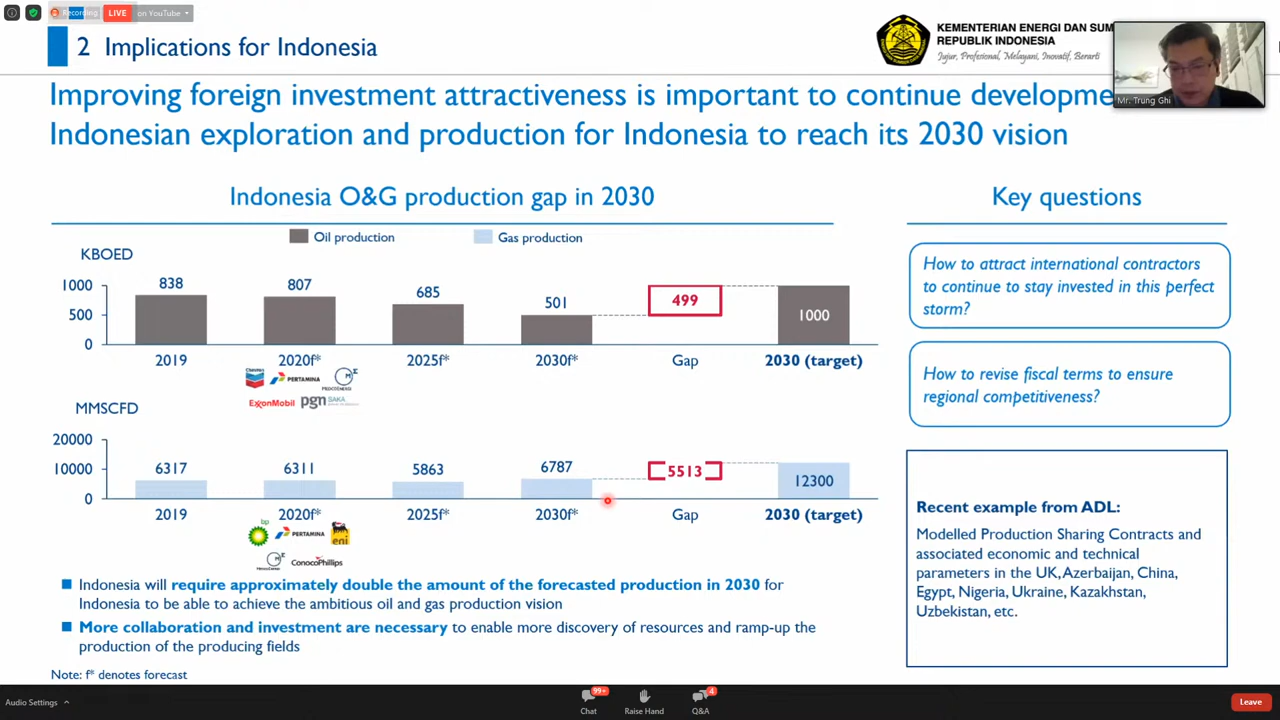 Recording
LIVE
on YouTube
2 Implications for Indonesia
KEMENTERIAN ENERGI DAN
REPUBLIK INDONESIA
Jujur, Profesional, Melayani, Inovatif, Berarti
Mr. Trung Ghi
Improving foreign investment attractiveness is important to continue
Indonesian exploration and production for Indonesia to reach its 2030 vision
Indonesia O&G production gap in 2030
Oil production
Gas production
KBOED
1000
500
0
838
807
685
501
499
1000
2019
2020f*
2025f*
2030f*
Gap
2030 (target)
PERTAMINA
ExonMobil
pgn SAKA
MMSCFD
20000
10000
0
6317
6311
5863
6787
5513
12300
2019
2020f*
2025f*
2030f*
Gap
2030 (target)
bp
PERTAMINA
eni
ConocoPhillips
Indonesia will require approximately double the amount of the forecasted production in 2030 for
Indonesia to be able to achieve the ambitious oil and gas production vision
More collaboration and investment are necessary to enable more discovery of resources and ramp-up the
production of the producing fields
Note: f* denotes forecast
Key questions
How to attract international contractors
to continue to stay invested in this perfect
storm?
How to revise fiscal terms to ensure
regional competitiveness?
Recent example from ADL:
Modelled Production Sharing Contracts and
associated economic and technical
parameters in the UK, Azerbaijan, China,
Egypt, Nigeria, Ukraine, Kazakhstan,
Uzbekistan, etc.
Audio Settings
99+
Chat
Raise Hand
4
Q&A
Leave